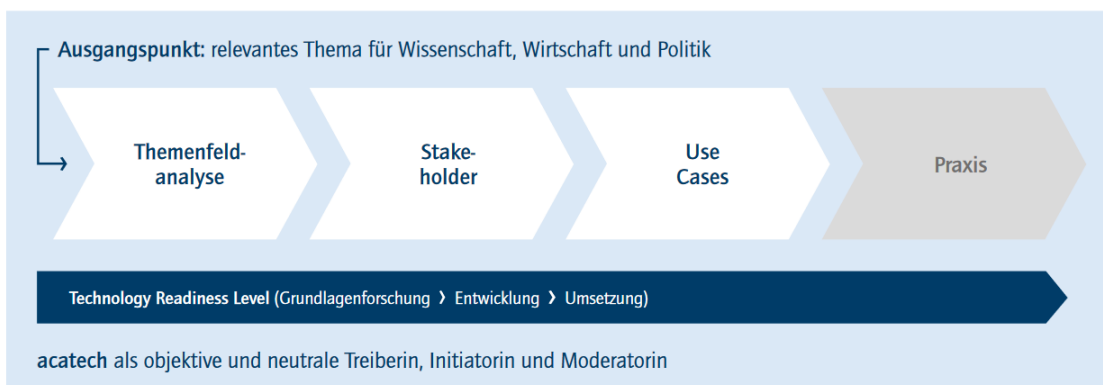 Ausgangspunkt: relevantes Thema für Wissenschaft, Wirtschaft und Politik
Themenfeld-
analyse
Stake-
holder
Use
Cases
Praxis
Technology Readiness Level (Grundlagenforschung › Entwicklung › Umsetzung)
acatech als objektive und neutrale Treiberin, Initiatorin und Moderatorin